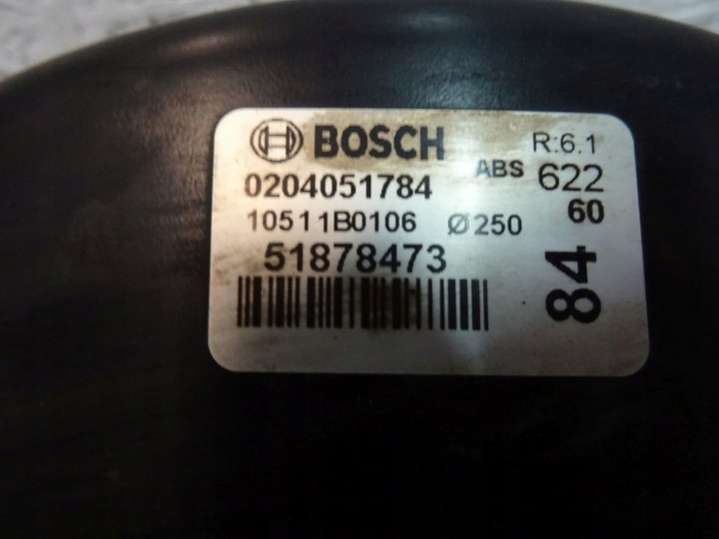 BOSCH R:6.1
0204051784 ABS 622
10511B0106 Ø250 60
51878473
84